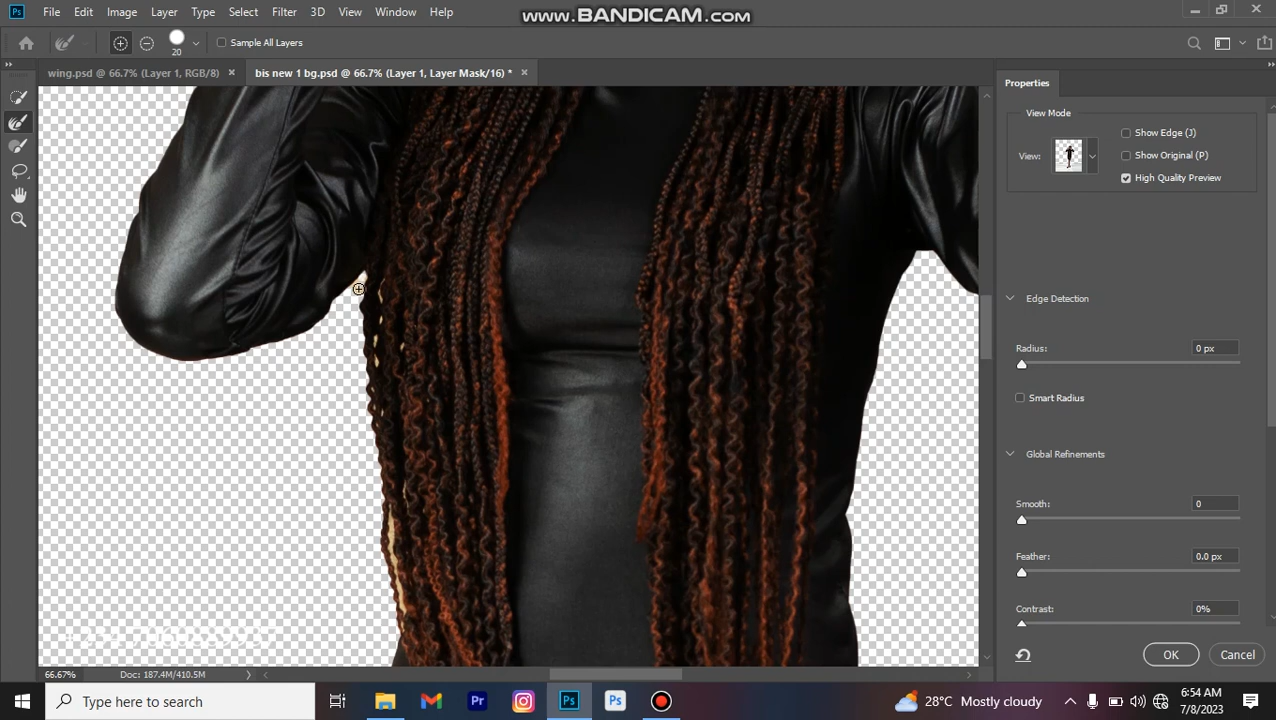 WWW.BANDICAM.COM
Ps File Edit Image Layer Type Select Filter 3D View Window Help
20 Sample All Layers
wing.psd @ 66.7% (Layer 1, RGB/8) × bis new 1 bg.psd @ 66.7% (Layer 1, Layer Mask/16) * ×
Properties
View Mode
Show Edge (J)
View:
Show Original (P)
High Quality Preview
Edge Detection
Radius: 0 px
Smart Radius
Global Refinements
Smooth: 0
Feather: 0.0 px
Contrast: 0%
OK Cancel
66.67% Doc: 187.4M/410.5M
Type here to search
Pr Ps Ps
28°C Mostly cloudy
6:54 AM
7/8/2023